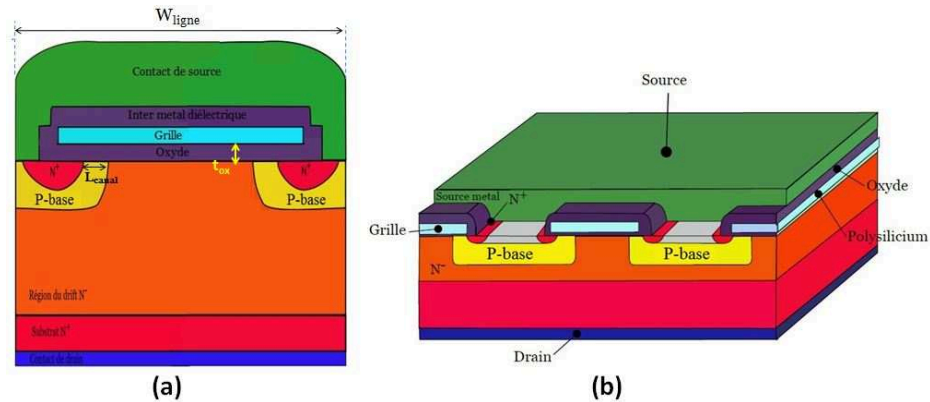 W_ligne
Contact de source
Inter metal diélectrique
Grille
Oxyde
t_ox
N⁺
L_canal
N⁺
P-base
P-base
Région du drift N⁻
Substrat N⁺
Contact de drain
(a)
Source
Source metal
N⁺
Oxyde
Grille
Polysilicium
P-base
P-base
N⁻
Drain
(b)